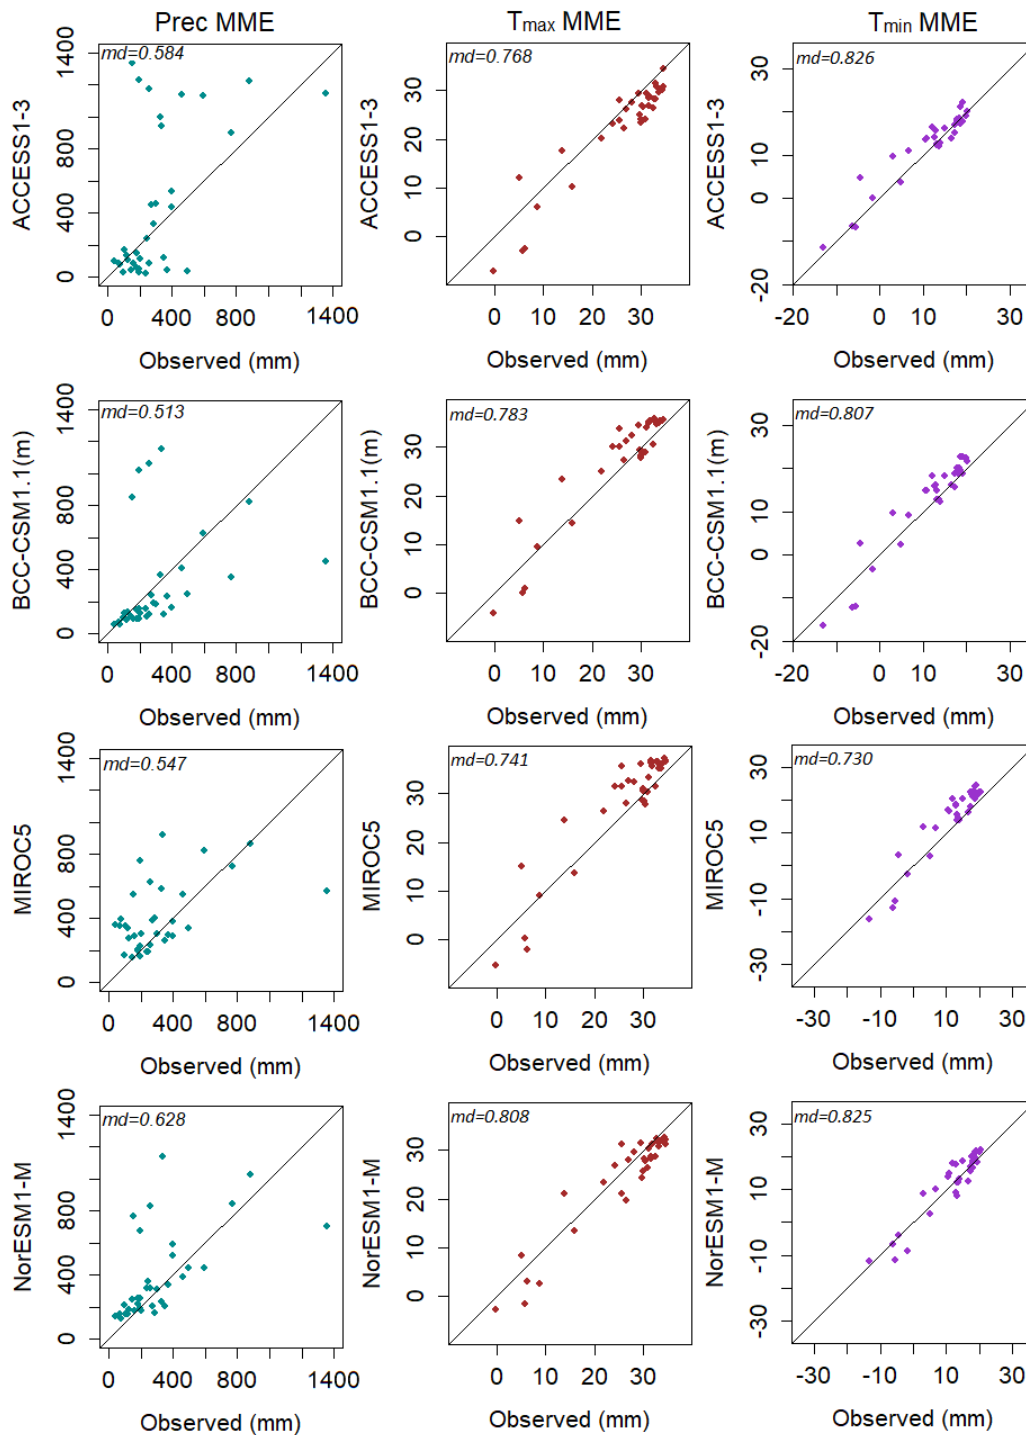 Prec MME
T max MME
T min MME
md=0.584
md=0.768
md=0.826
ACCESS1-3
0 400 800 1400
ACCESS1-3
0 10 20 30
ACCESS1-3
-20 0 10 30
0 400 800 1400
0 10 20 30
-20 0 10 30
Observed (mm)
Observed (mm)
Observed (mm)
md=0.513
md=0.783
md=0.807
BCC-CSM1.1(m)
0 400 800 1400
BCC-CSM1.1(m)
0 10 20 30
BCC-CSM1.1(m)
-20 0 10 30
0 400 800 1400
0 10 20 30
-20 0 10 30
Observed (mm)
Observed (mm)
Observed (mm)
md=0.547
md=0.741
md=0.730
MIROC5
0 400 800 1400
MIROC5
0 10 20 30
MIROC5
-30 -10 10 30
0 400 800 1400
0 10 20 30
-30 -10 10 30
Observed (mm)
Observed (mm)
Observed (mm)
md=0.628
md=0.808
md=0.825
NorESM1-M
0 400 800 1400
NorESM1-M
0 10 20 30
NorESM1-M
-30 -10 10 30
0 400 800 1400
0 10 20 30
-30 -10 10 30
Observed (mm)
Observed (mm)
Observed (mm)